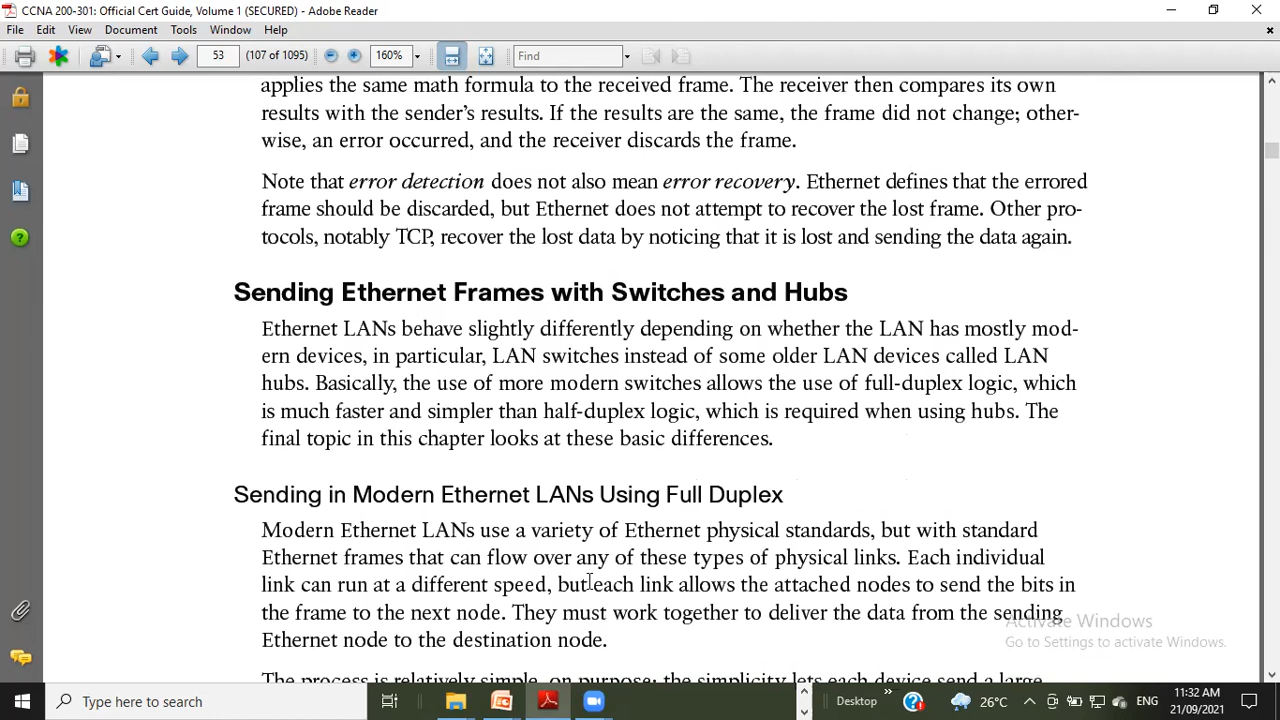 CCNA 200-301: Official Cert Guide, Volume 1 (SECURED) - Adobe Reader
File Edit View Document Tools Window Help
53 (107 of 1095) 160% Find
applies the same math formula to the received frame. The receiver then compares its own
results with the sender's results. If the results are the same, the frame did not change; other-
wise, an error occurred, and the receiver discards the frame.
Note that error detection does not also mean error recovery. Ethernet defines that the errored
frame should be discarded, but Ethernet does not attempt to recover the lost frame. Other pro-
tocols, notably TCP, recover the lost data by noticing that it is lost and sending the data again.
Sending Ethernet Frames with Switches and Hubs
Ethernet LANs behave slightly differently depending on whether the LAN has mostly mod-
ern devices, in particular, LAN switches instead of some older LAN devices called LAN
hubs. Basically, the use of more modern switches allows the use of full-duplex logic, which
is much faster and simpler than half-duplex logic, which is required when using hubs. The
final topic in this chapter looks at these basic differences.
Sending in Modern Ethernet LANs Using Full Duplex
Modern Ethernet LANs use a variety of Ethernet physical standards, but with standard
Ethernet frames that can flow over any of these types of physical links. Each individual
link can run at a different speed, but each link allows the attached nodes to send the bits in
the frame to the next node. They must work together to deliver the data from the sending
Ethernet node to the destination node.
Activate Windows
Go to Settings to activate Windows.
The process is relatively simple, on purpose; the simplicity lets each device send a large
Type here to search
Desktop
26°C
ENG
11:32 AM
21/09/2021